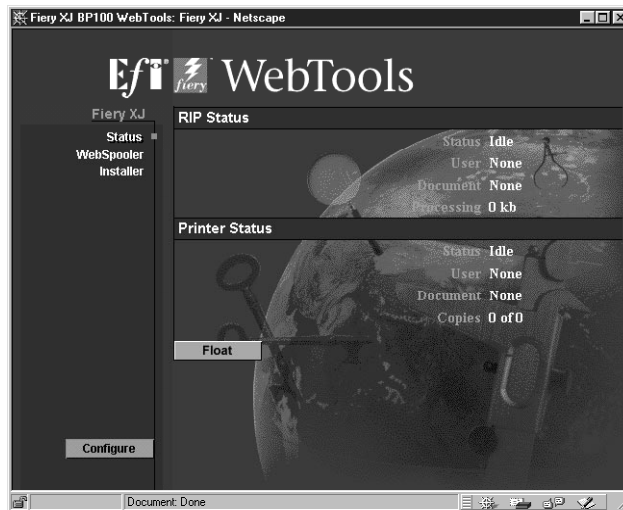 Fiery XJ BP100 WebTools: Fiery XJ - Netscape
Efi fiery WebTools
Fiery XJ
Status
WebSpooler
Installer
RIP Status
Status Idle
User None
Document None
Processing 0 kb
Printer Status
Status Idle
User None
Document None
Copies 0 of 0
Float
Configure
Document: Done